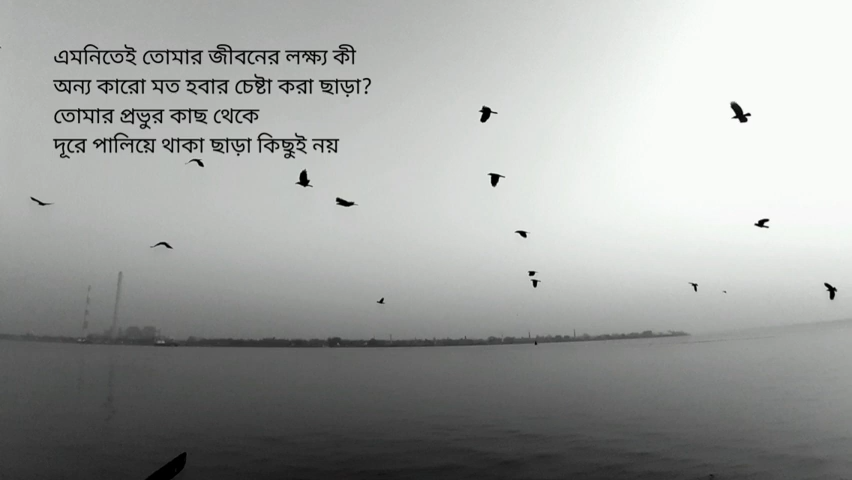 এমনিতেই তোমার জীবনের লক্ষ্য কী
অন্য কারো মত হবার চেষ্টা করা ছাড়া?
তোমার প্রভুর কাছ থেকে
দূরে পালিয়ে থাকা ছাড়া কিছুই নয়